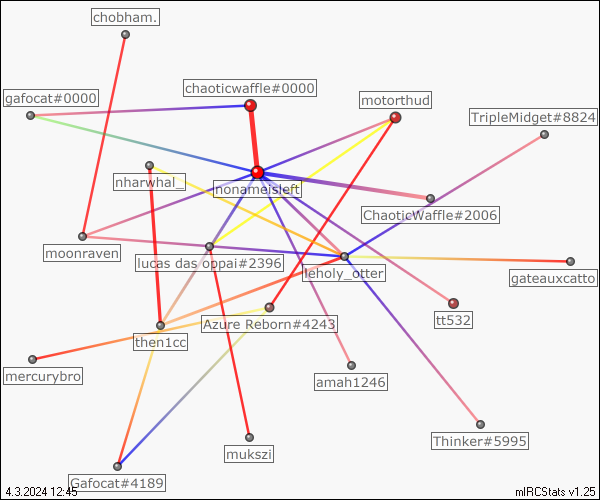 chobham.
chaoticwaffle#0000
gafocat#0000
motorthud
TripleMidget#8824
nharwhal_
nonameisleft
ChaoticWaffle#2006
moonraven
lucas das oppai#2396
leholy_otter
gateauxcatto
Azure Reborn#4243
tt532
then1cc
mercurybro
amah1246
Thinker#5995
mukszi
Gafocat#4189
4.3.2024 12:45
mIRCStats v1.25